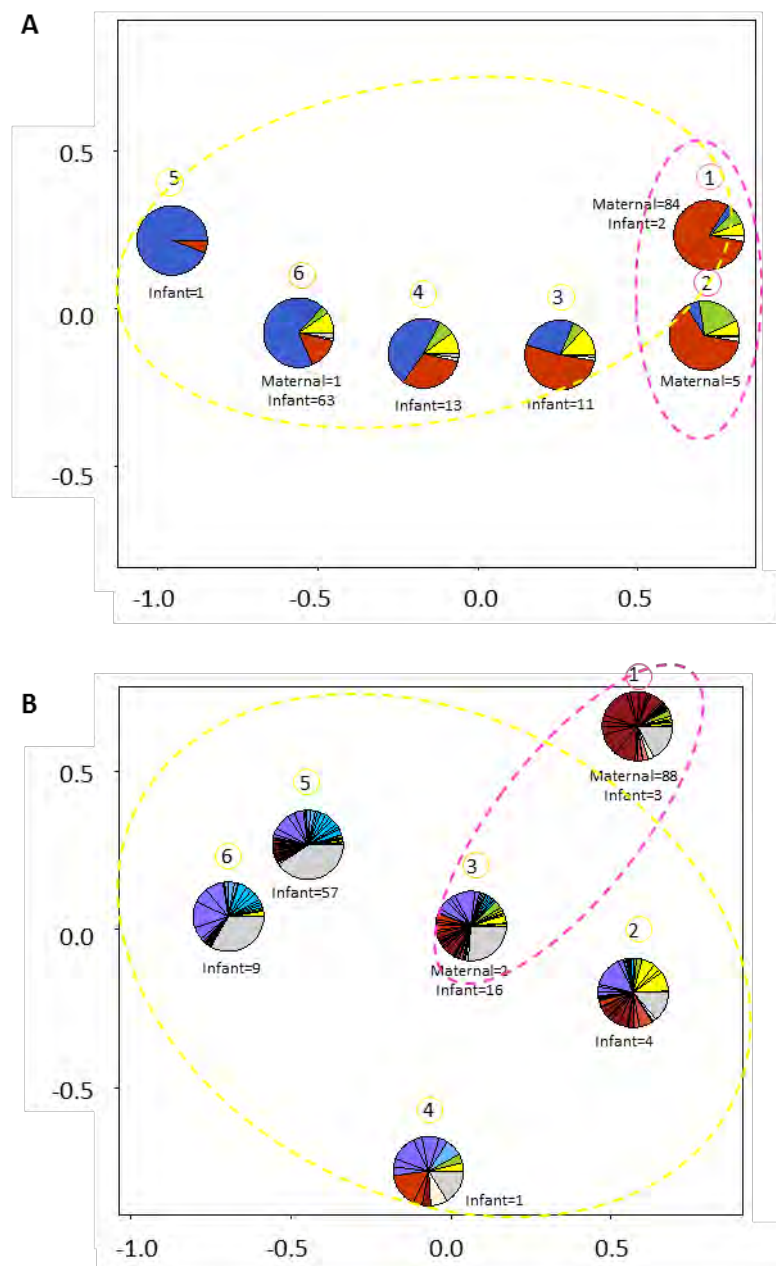 A
0.5
0.0
-0.5
-1.0 -0.5 0.0 0.5
5
Infant=1
6
Maternal=1
Infant=63
4
Infant=13
3
Infant=11
1
Maternal=84
Infant=2
2
Maternal=5
B
0.5
0.0
-0.5
-1.0 -0.5 0.0 0.5
1
Maternal=88
Infant=3
5
Infant=57
6
Infant=9
3
Maternal=2
Infant=16
2
Infant=4
4
Infant=1